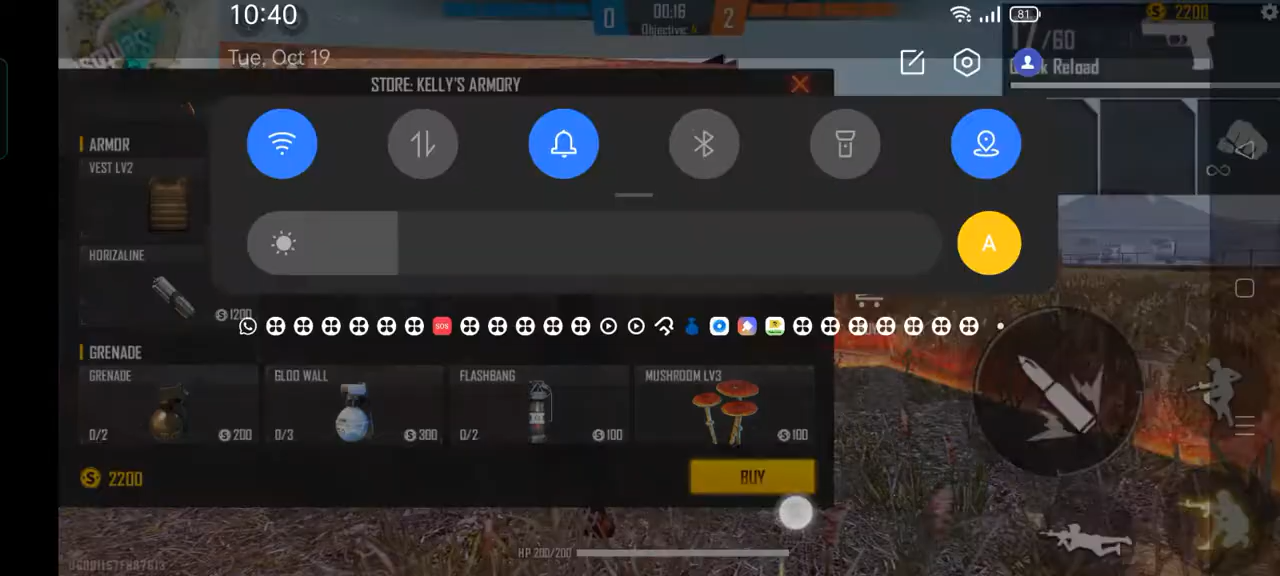 10:40
0
00:16
2
81
2200
Objective:
Tue, Oct 19
17/60
Reload
STORE: KELLY'S ARMORY
ARMOR
VEST LV2
HORIZALINE
1200
SOS
A
GRENADE
GRENADE
0/2
200
GLOO WALL
0/3
300
FLASHBANG
0/2
100
MUSHROOM LV3
100
2200
BUY
HP 200/200